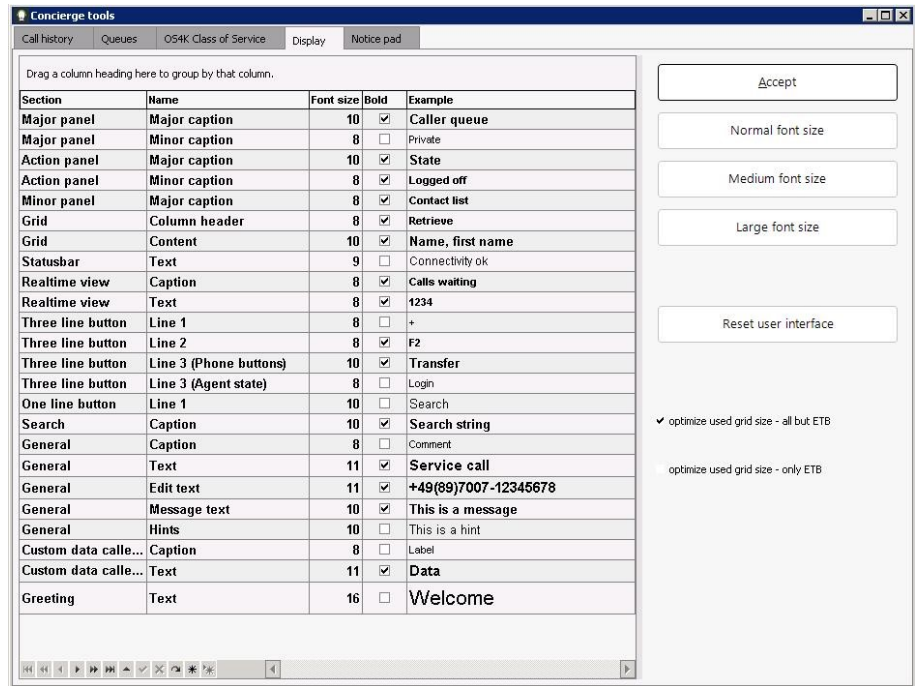 Concierge tools
Call history Queues OS4K Class of Service Display Notice pad
Drag a column heading here to group by that column.
Section Name Font size Bold Example
Major panel Major caption 10 Caller queue
Major panel Minor caption 8 Private
Action panel Major caption 10 State
Action panel Minor caption 8 Logged off
Minor panel Major caption 8 Contact list
Grid Column header 8 Retrieve
Grid Content 10 Name, first name
Statusbar Text 9 Connectivity ok
Realtime view Caption 8 Calls waiting
Realtime view Text 8 1234
Three line button Line 1 8 +
Three line button Line 2 8 F2
Three line button Line 3 (Phone buttons) 10 Transfer
Three line button Line 3 (Agent state) 8 Login
One line button Line 1 10 Search
Search Caption 10 Search string
General Caption 8 Comment
General Text 11 Service call
General Edit text 11 +49(89)7007-12345678
General Message text 10 This is a message
General Hints 10 This is a hint
Custom data calle... Caption 8 Label
Custom data calle... Text 11 Data
Greeting Text 16 Welcome
Accept
Normal font size
Medium font size
Large font size
Reset user interface
optimize used grid size - all but ETB
optimize used grid size - only ETB